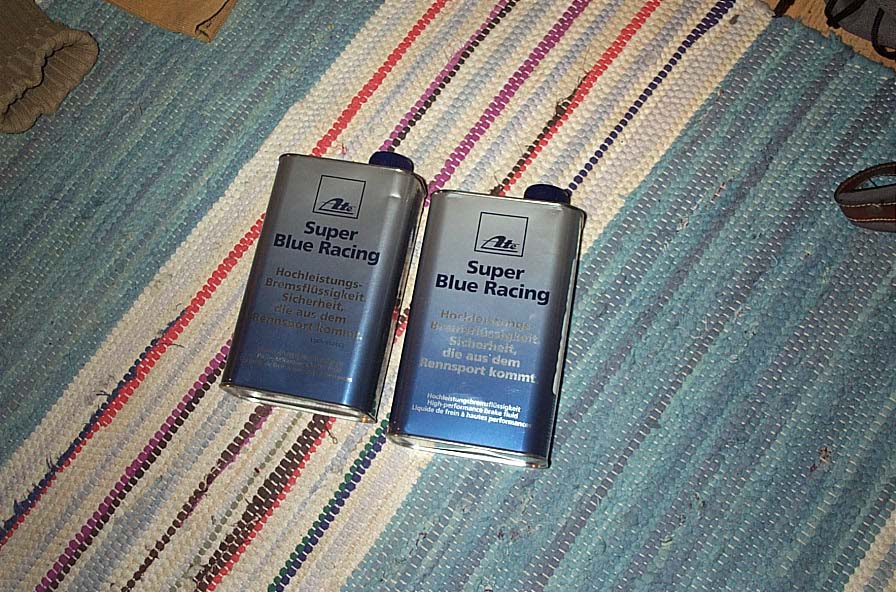 Ate
Super
Blue Racing
Hochleistungs-
Bremsflüssigkeit.
Sicherheit,
die aus dem
Rennsport kommt.
Ate
Super
Blue Racing
Hochleistungs-
Bremsflüssigkeit.
Sicherheit,
die aus dem
Rennsport kommt.
Hochleistungsbremsflüssigkeit
High-performance brake fluid
Liquide de frein à hautes performances